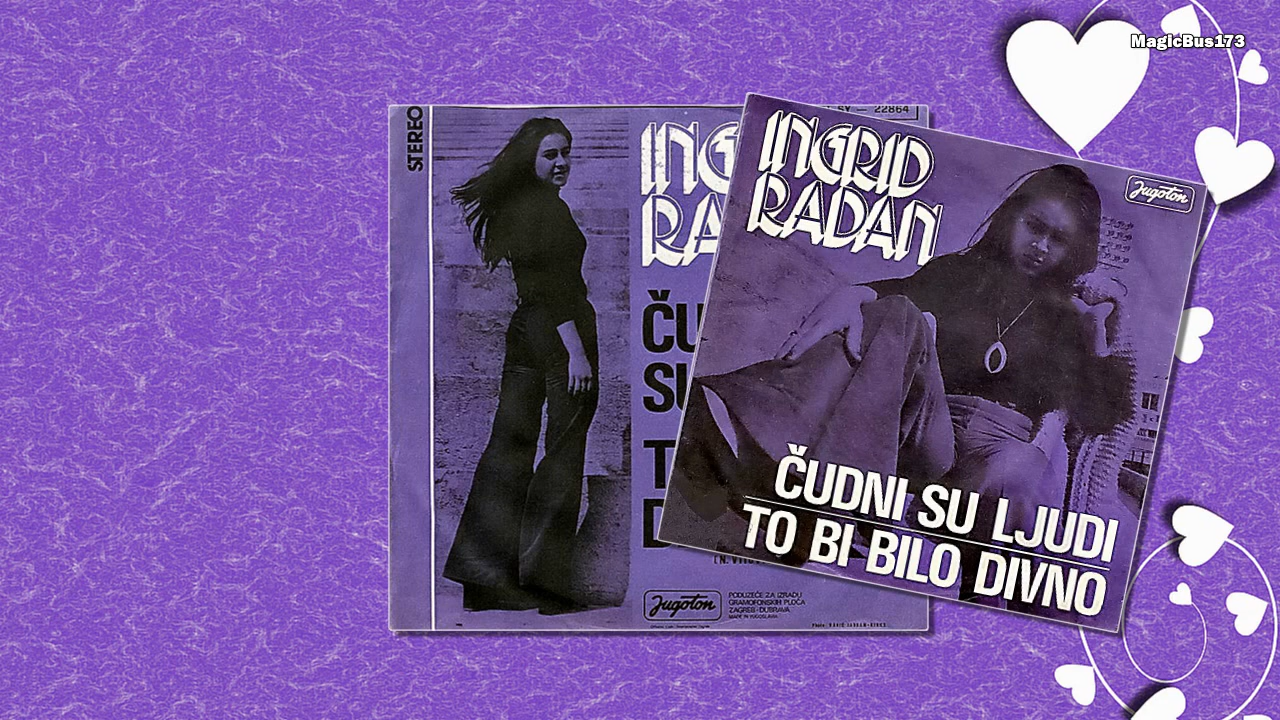 MagicBus173
STEREO
SY — 22864
ING
RA
ČU
SU
T
D
Jugoton
PODUZEĆE ZA IZRADU
GRAMOFONSKIH PLOČA
ZAGREB - DUBRAVA
MADE IN YUGOSLAVIA
INGRID
RADAN
Jugoton
ČUDNI SU LJUDI
TO BI BILO DIVNO